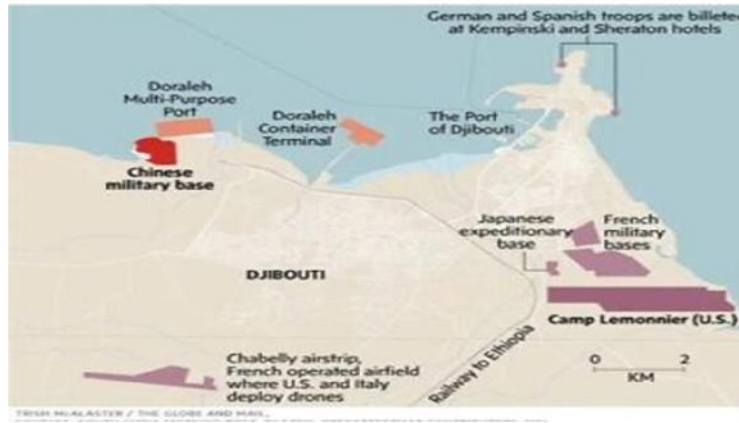 German and Spanish troops are billeted
at Kempinski and Sheraton hotels
Doraleh
Multi-Purpose
Port
Doraleh
Container
Terminal
The Port
of Djibouti
Chinese
military base
Japanese
expeditionary
base
French
military
bases
DJIBOUTI
Camp Lemonnier (U.S.)
Chabelly airstrip,
French operated airfield
where U.S. and Italy
deploy drones
Railway to Ethiopia
0 2
KM
TRISH McALASTER / THE GLOBE AND MAIL,